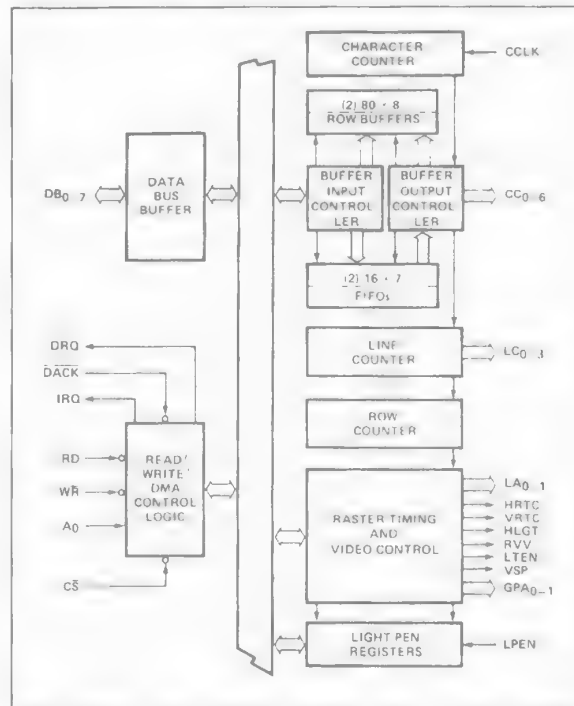 CHARACTER
COUNTER
CCLK
(2) 80 · 8
ROW BUFFERS
DB0 7
DATA
BUS
BUFFER
BUFFER
INPUT
CONTROL
LER
BUFFER
OUTPUT
CONTROL
LER
CC0 6
(2) 16 · 7
FIFOs
DRQ
DACK
IRQ
LINE
COUNTER
LC0 3
ROW
COUNTER
RD
WR
A0
CS
READ/
WRITE/
DMA
CONTROL
LOGIC
RASTER TIMING
AND
VIDEO CONTROL
LA0 1
HRTC
VRTC
HLGT
RVV
LTEN
VSP
GPA0-1
LIGHT PEN
REGISTERS
LPEN